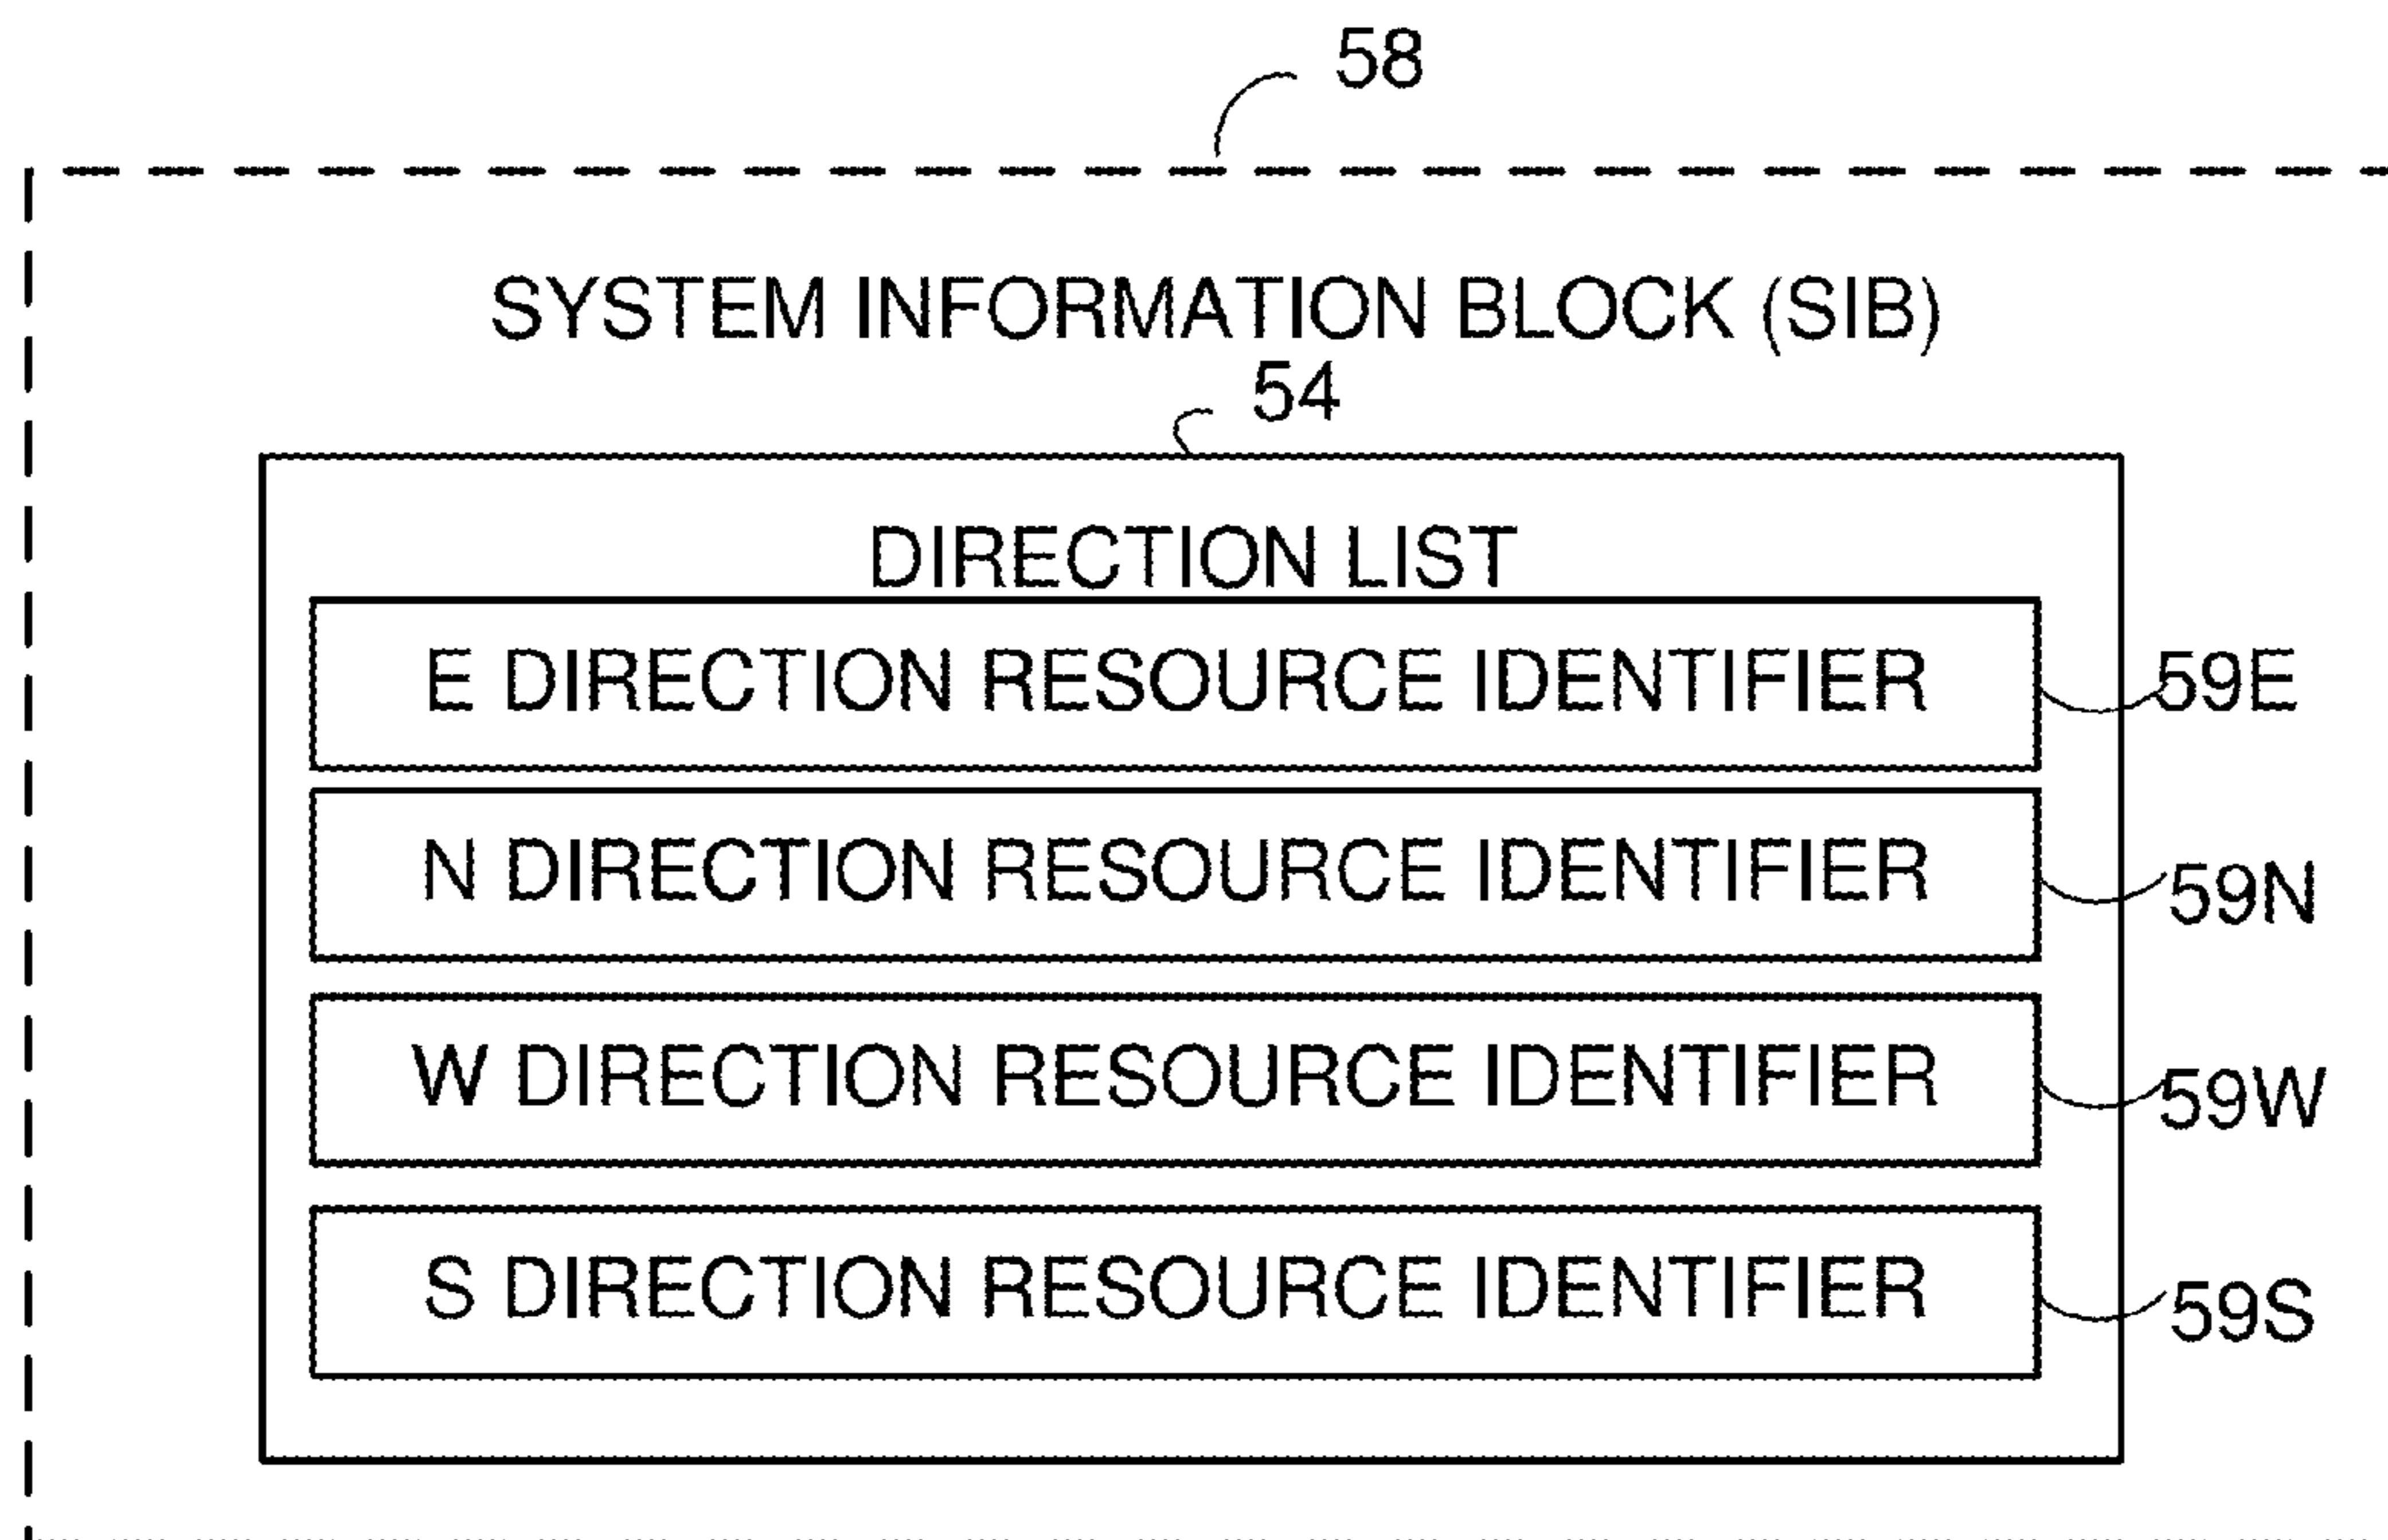 58
SYSTEM INFORMATION BLOCK (SIB)
54
DIRECTION LIST
E DIRECTION RESOURCE IDENTIFIER
59E
N DIRECTION RESOURCE IDENTIFIER
59N
W DIRECTION RESOURCE IDENTIFIER
59W
S DIRECTION RESOURCE IDENTIFIER
59S